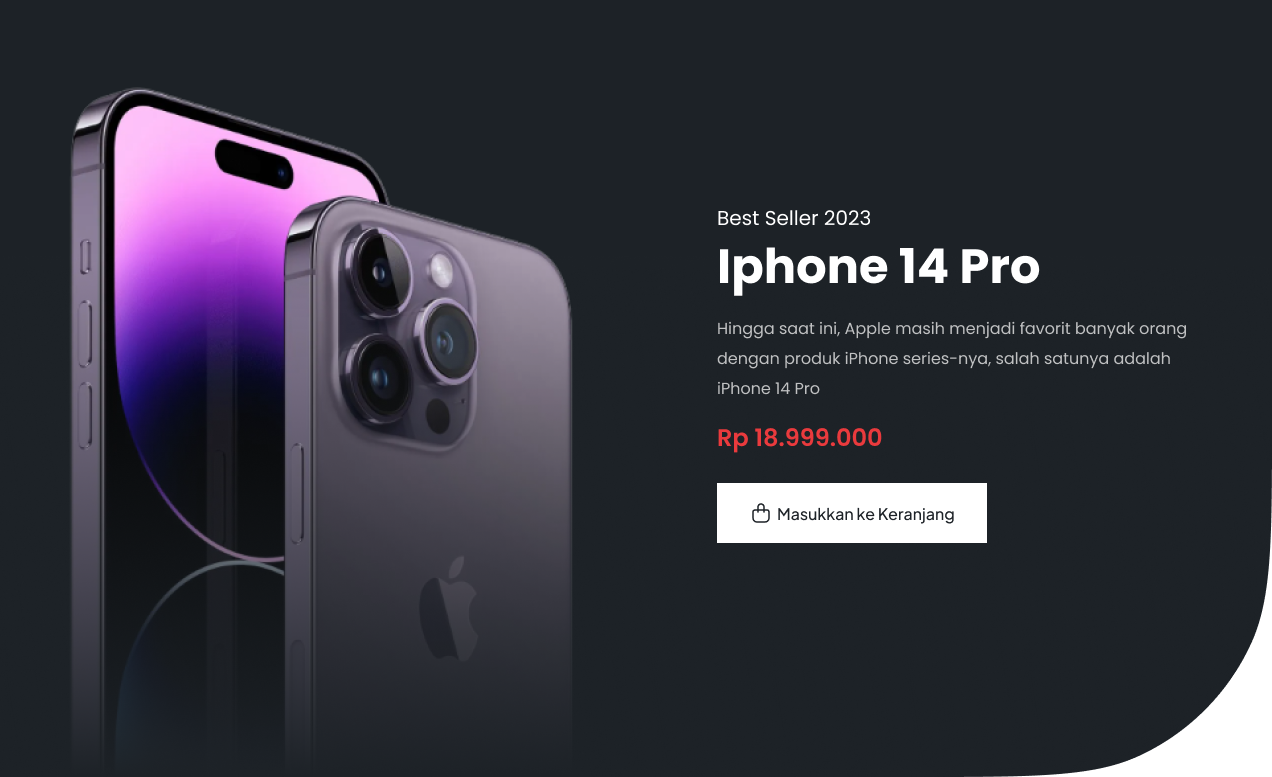 Best Seller 2023
Iphone 14 Pro
Hingga saat ini, Apple masih menjadi favorit banyak orang
dengan produk iPhone series-nya, salah satunya adalah
iPhone 14 Pro
Rp 18.999.000
Masukkan ke Keranjang